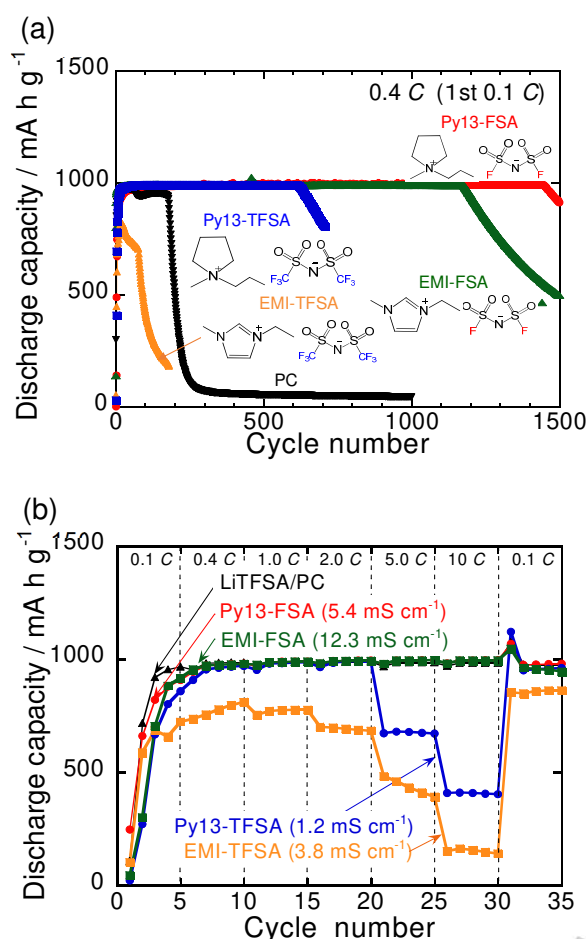 (a)
1500
1000
500
0
Discharge capacity / mA h g⁻¹
0.4 C (1st 0.1 C)
Py13-FSA
N
+
O O
O S S O
N
-
F F
Py13-TFSA
N
+
O O
O S S O
F₃C N CF₃
-
EMI-FSA
N + N
O O
O S S O
N
-
F F
EMI-TFSA
N + N
O O
O S S O
F₃C N CF₃
-
PC
0 500 1000 1500
Cycle number
(b)
1500
1000
500
0
Discharge capacity / mA h g⁻¹
0.1 C 0.4 C 1.0 C 2.0 C 5.0 C 10 C 0.1 C
LiTFSA/PC
Py13-FSA (5.4 mS cm⁻¹)
EMI-FSA (12.3 mS cm⁻¹)
Py13-TFSA (1.2 mS cm⁻¹)
EMI-TFSA (3.8 mS cm⁻¹)
0 5 10 15 20 25 30 35
Cycle number